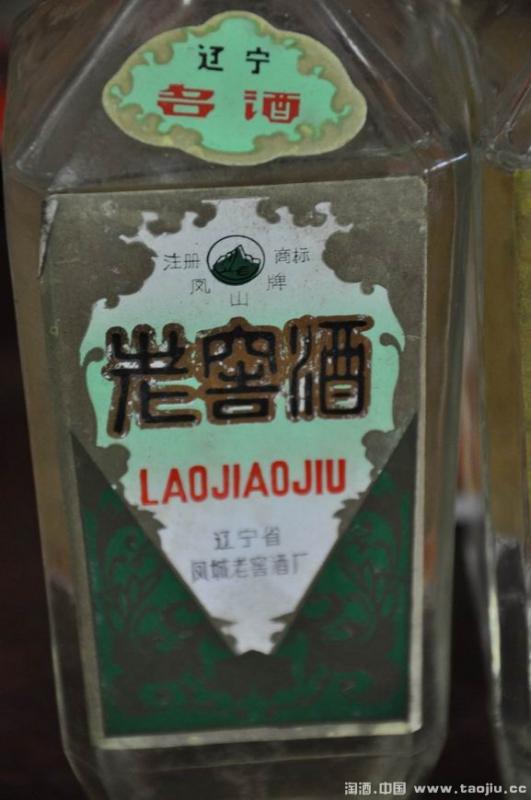 辽宁
名酒
注册 商标
凤山牌
老窖酒
LAOJIAOJIU
辽宁省
凤城老窖酒厂
淘酒.中国 www.taojiu.cc